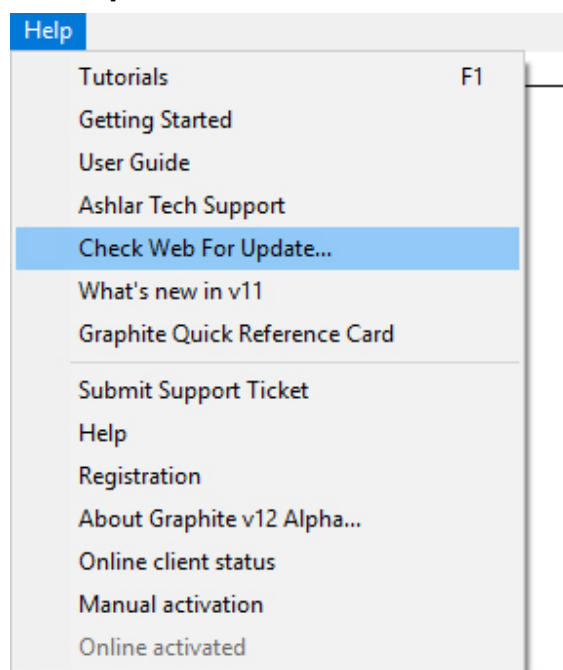 Help
Tutorials F1
Getting Started
User Guide
Ashlar Tech Support
Check Web For Update...
What's new in v11
Graphite Quick Reference Card
Submit Support Ticket
Help
Registration
About Graphite v12 Alpha...
Online client status
Manual activation
Online activated